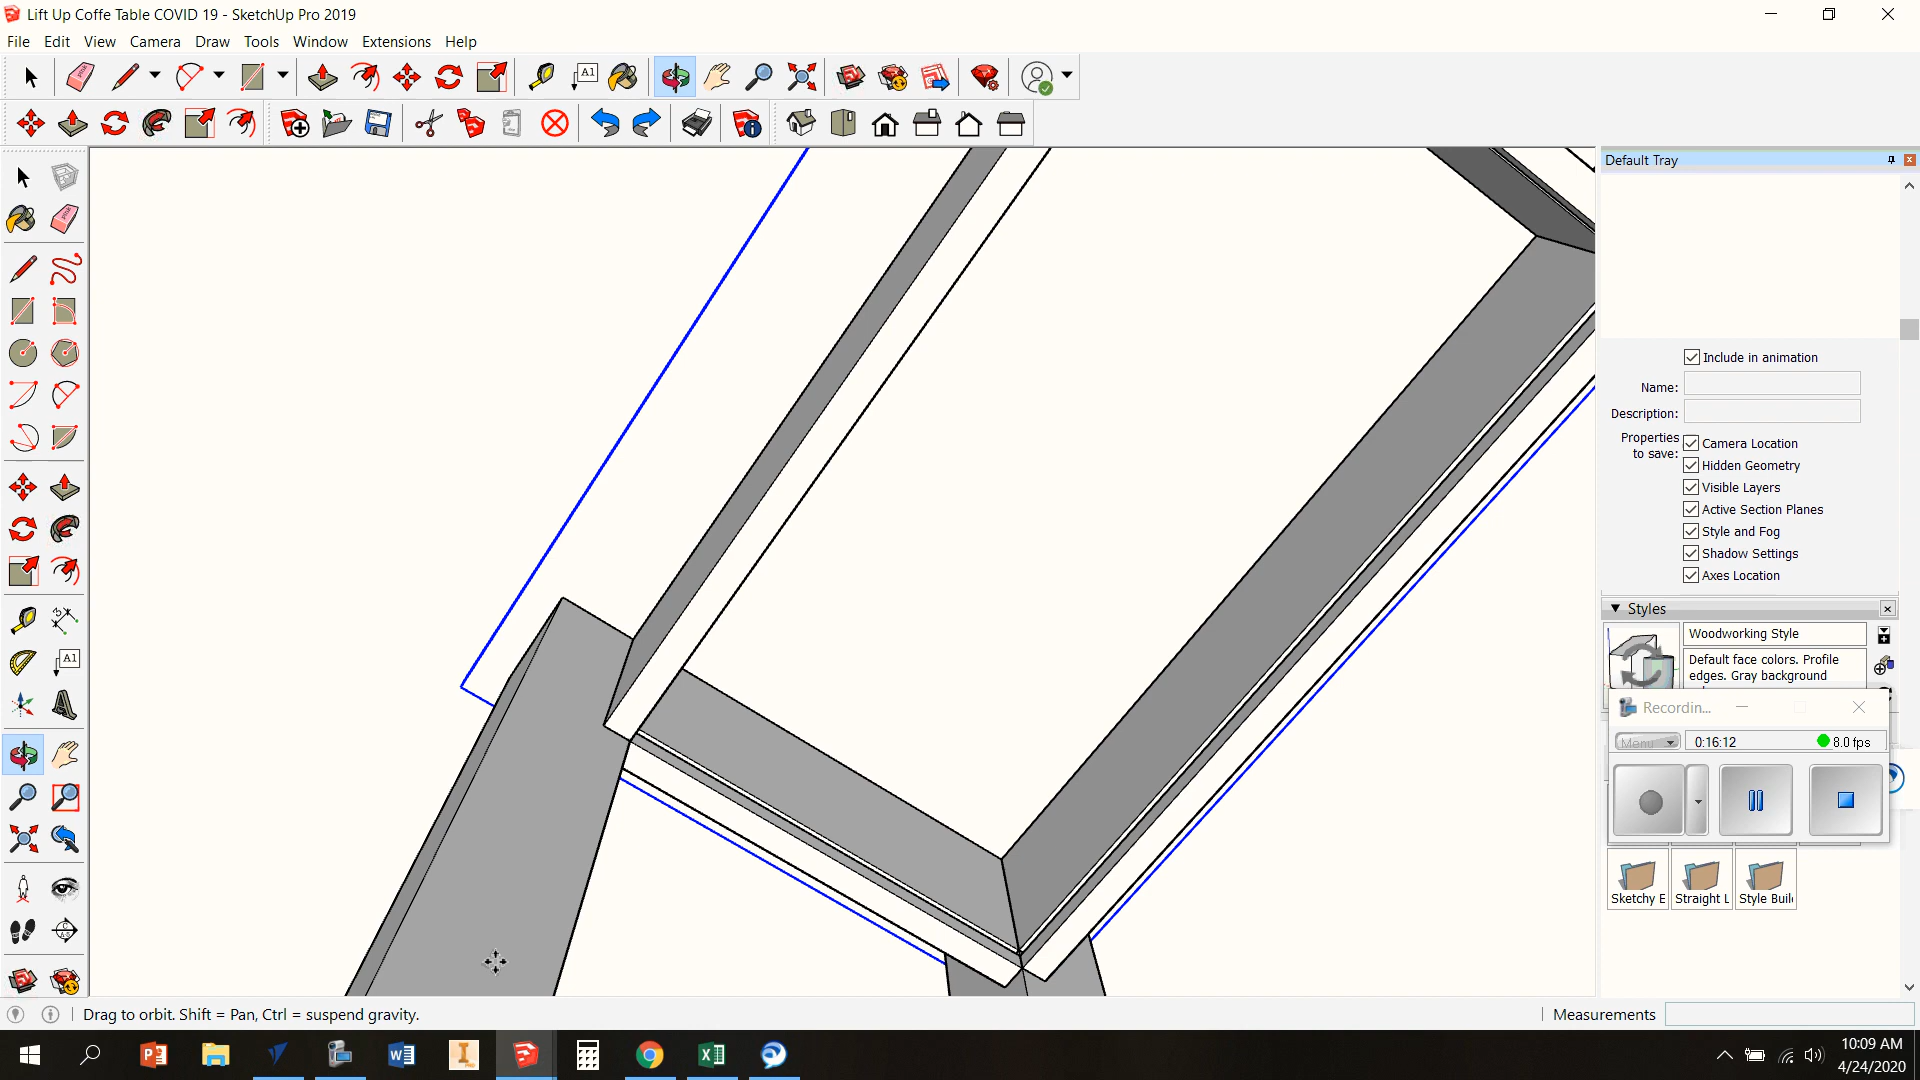 Lift Up Coffe Table COVID 19 - SketchUp Pro 2019
File Edit View Camera Draw Tools Window Extensions Help
A1
Default Tray
Include in animation
Name:
Description:
Properties to save:
Camera Location
Hidden Geometry
Visible Layers
Active Section Planes
Style and Fog
Shadow Settings
Axes Location
Styles
Woodworking Style
Default face colors. Profile
edges. Gray background
A1
Recordin...
Menu 0:16:12 8.0 fps
Sketchy E Straight L Style Buil
Drag to orbit. Shift = Pan, Ctrl = suspend gravity.
Measurements
10:09 AM
4/24/2020